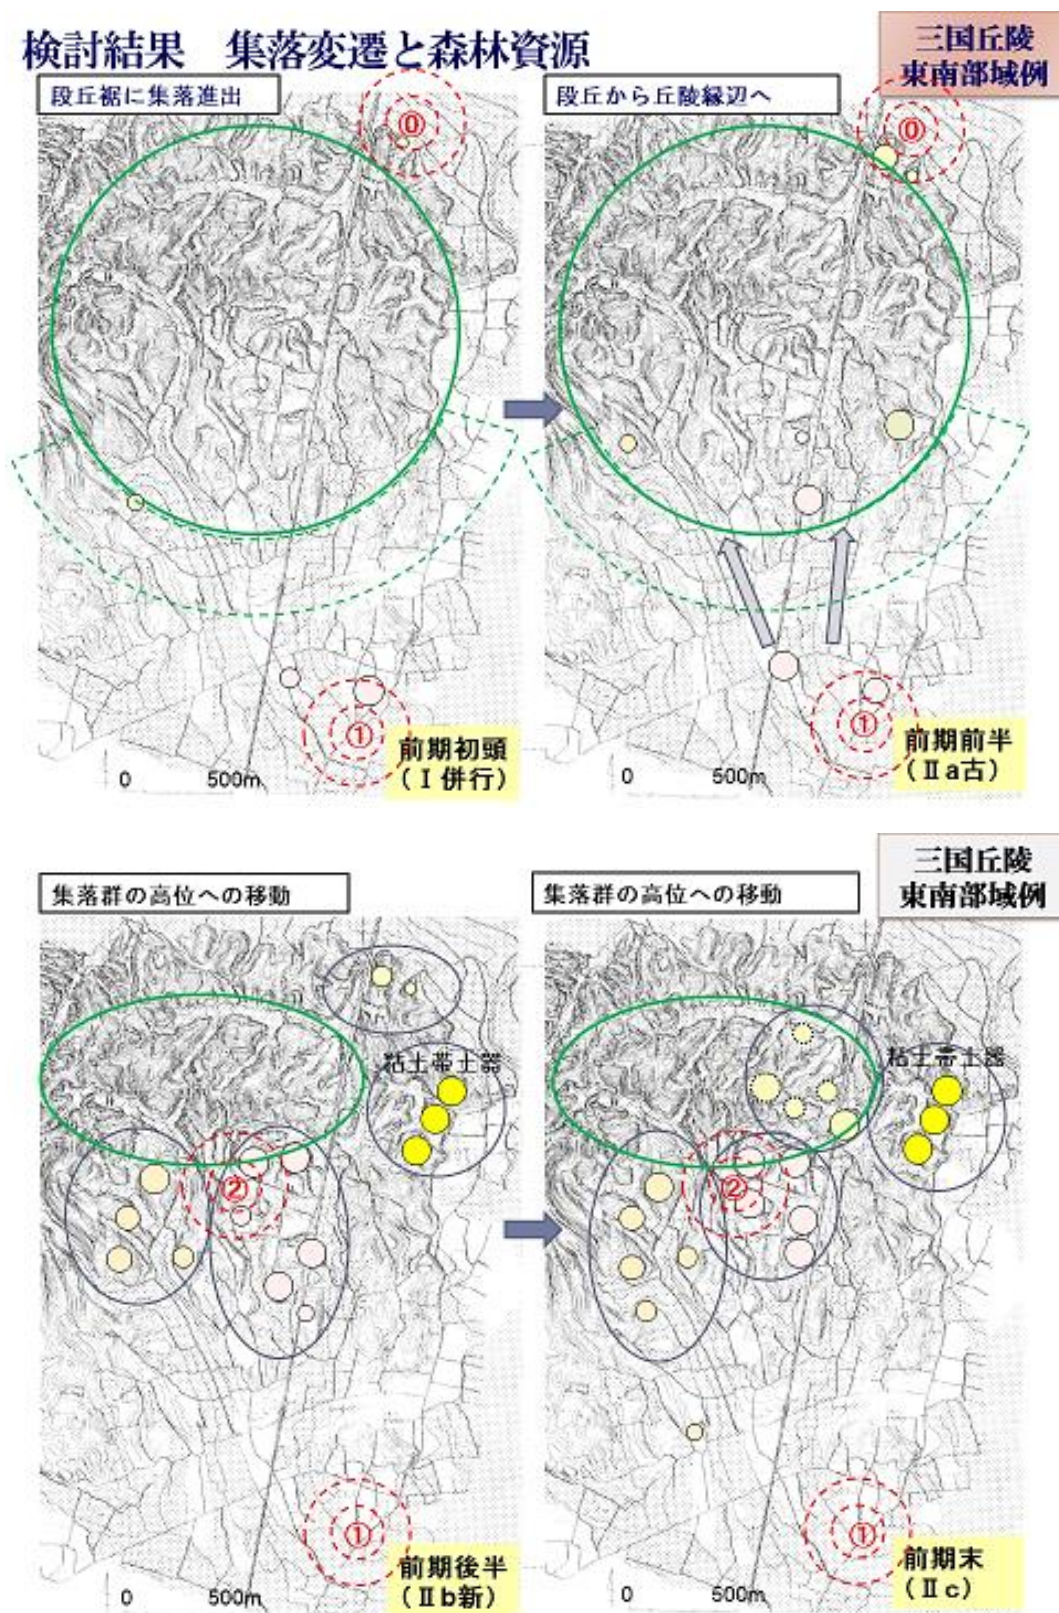 検討結果　集落変遷と森林資源
三国丘陵
東南部域例
段丘裾に集落進出
段丘から丘陵縁辺へ
⓪
⓪
①
①
前期初頭
（Ⅰ併行）
前期前半
（Ⅱa古）
0　500m
0　500m
三国丘陵
東南部域例
集落群の高位への移動
集落群の高位への移動
粘土帯土器
粘土帯土器
②
②
①
①
前期後半
（Ⅱb新）
前期末
（Ⅱc）
0　500m
0　500m